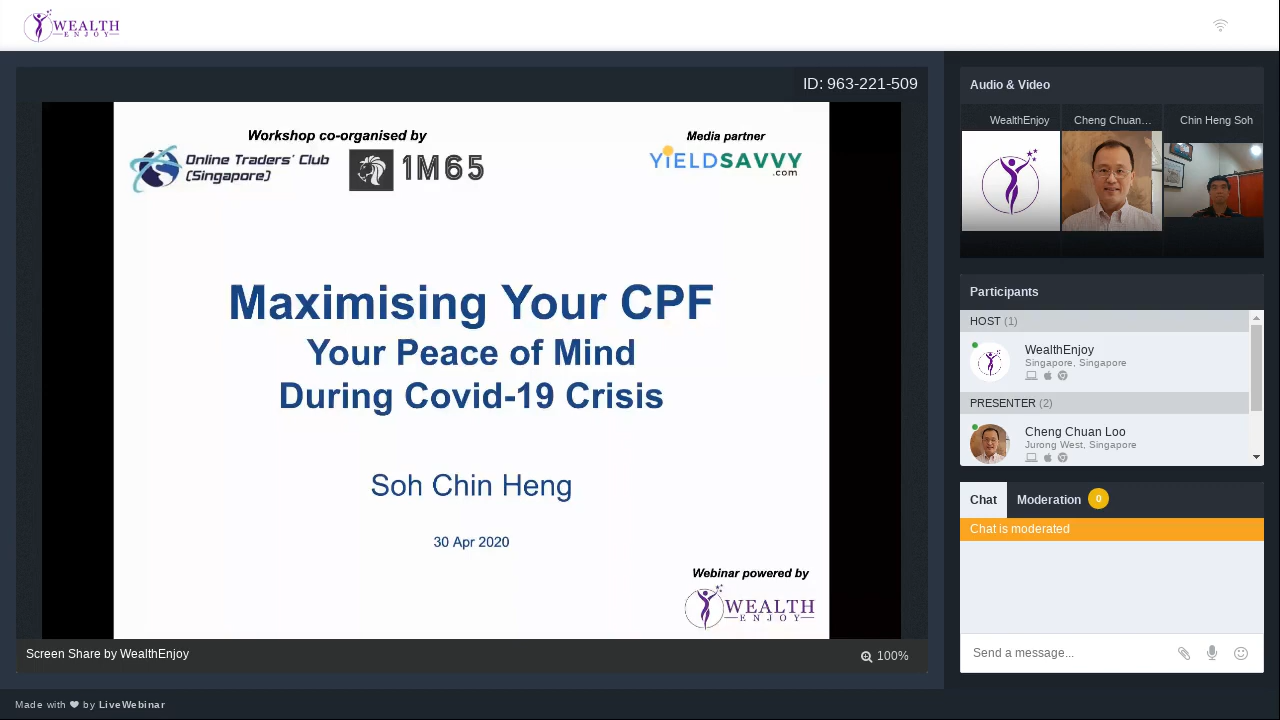 WEALTH
ENJOY
ID: 963-221-509
Workshop co-organised by
Online Traders´ Club
(Singapore)
1M65
Media partner
YIELDSAVVY
.com
Maximising Your CPF
Your Peace of Mind
During Covid-19 Crisis
Soh Chin Heng
30 Apr 2020
Webinar powered by
WEALTH
ENJOY
Screen Share by WealthEnjoy
100%
Audio & Video
WealthEnjoy
Cheng Chuan...
Chin Heng Soh
Participants
HOST (1)
WealthEnjoy
Singapore, Singapore
PRESENTER (2)
Cheng Chuan Loo
Jurong West, Singapore
Chat
Moderation 0
Chat is moderated
Send a message...
Made with by LiveWebinar